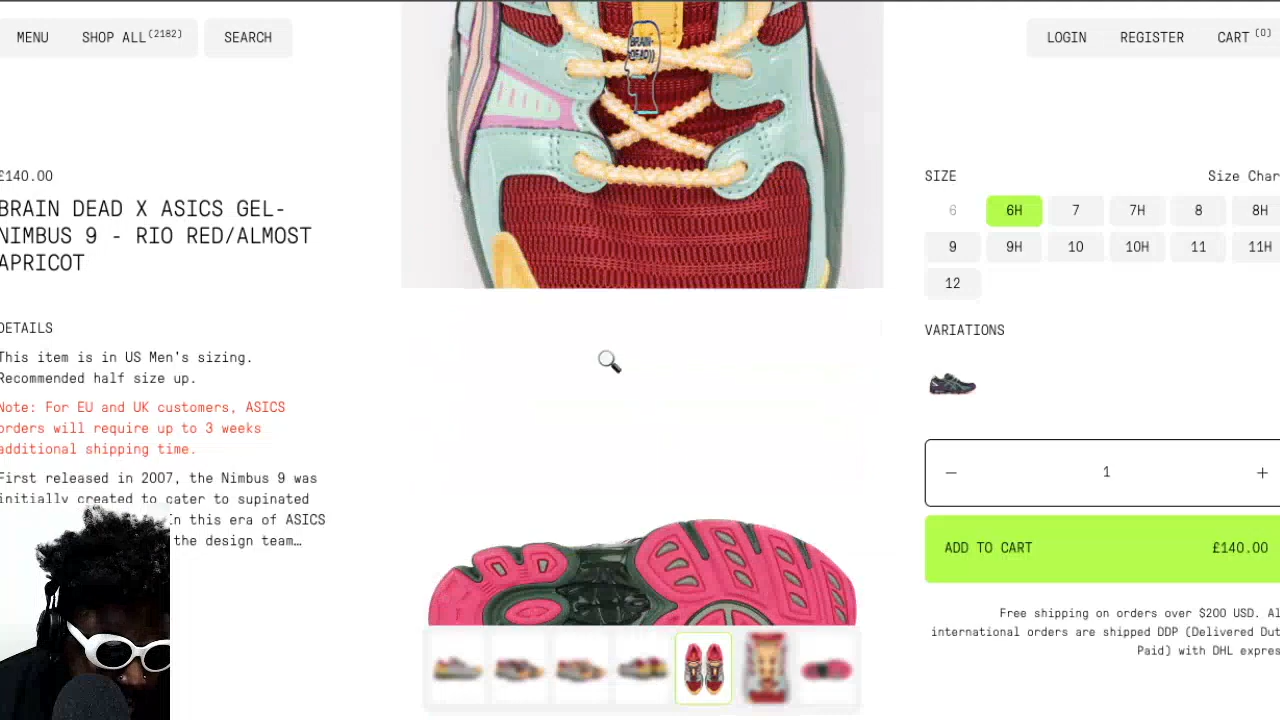 MENU
SHOP ALL(2182)
SEARCH
LOGIN
REGISTER
CART (0)
BRAIN
DEAD
£140.00
BRAIN DEAD X ASICS GEL-
NIMBUS 9 - RIO RED/ALMOST
APRICOT
DETAILS
This item is in US Men's sizing.
Recommended half size up.
Note: For EU and UK customers, ASICS
orders will require up to 3 weeks
additional shipping time.
First released in 2007, the Nimbus 9 was
initially created to cater to supinated
In this era of ASICS
the design team…
SIZE
Size Char
6 6H 7 7H 8 8H
9 9H 10 10H 11 11H
12
VARIATIONS
− 1 +
ADD TO CART £140.00
Free shipping on orders over $200 USD. Al
international orders are shipped DDP (Delivered Dut
Paid) with DHL expres